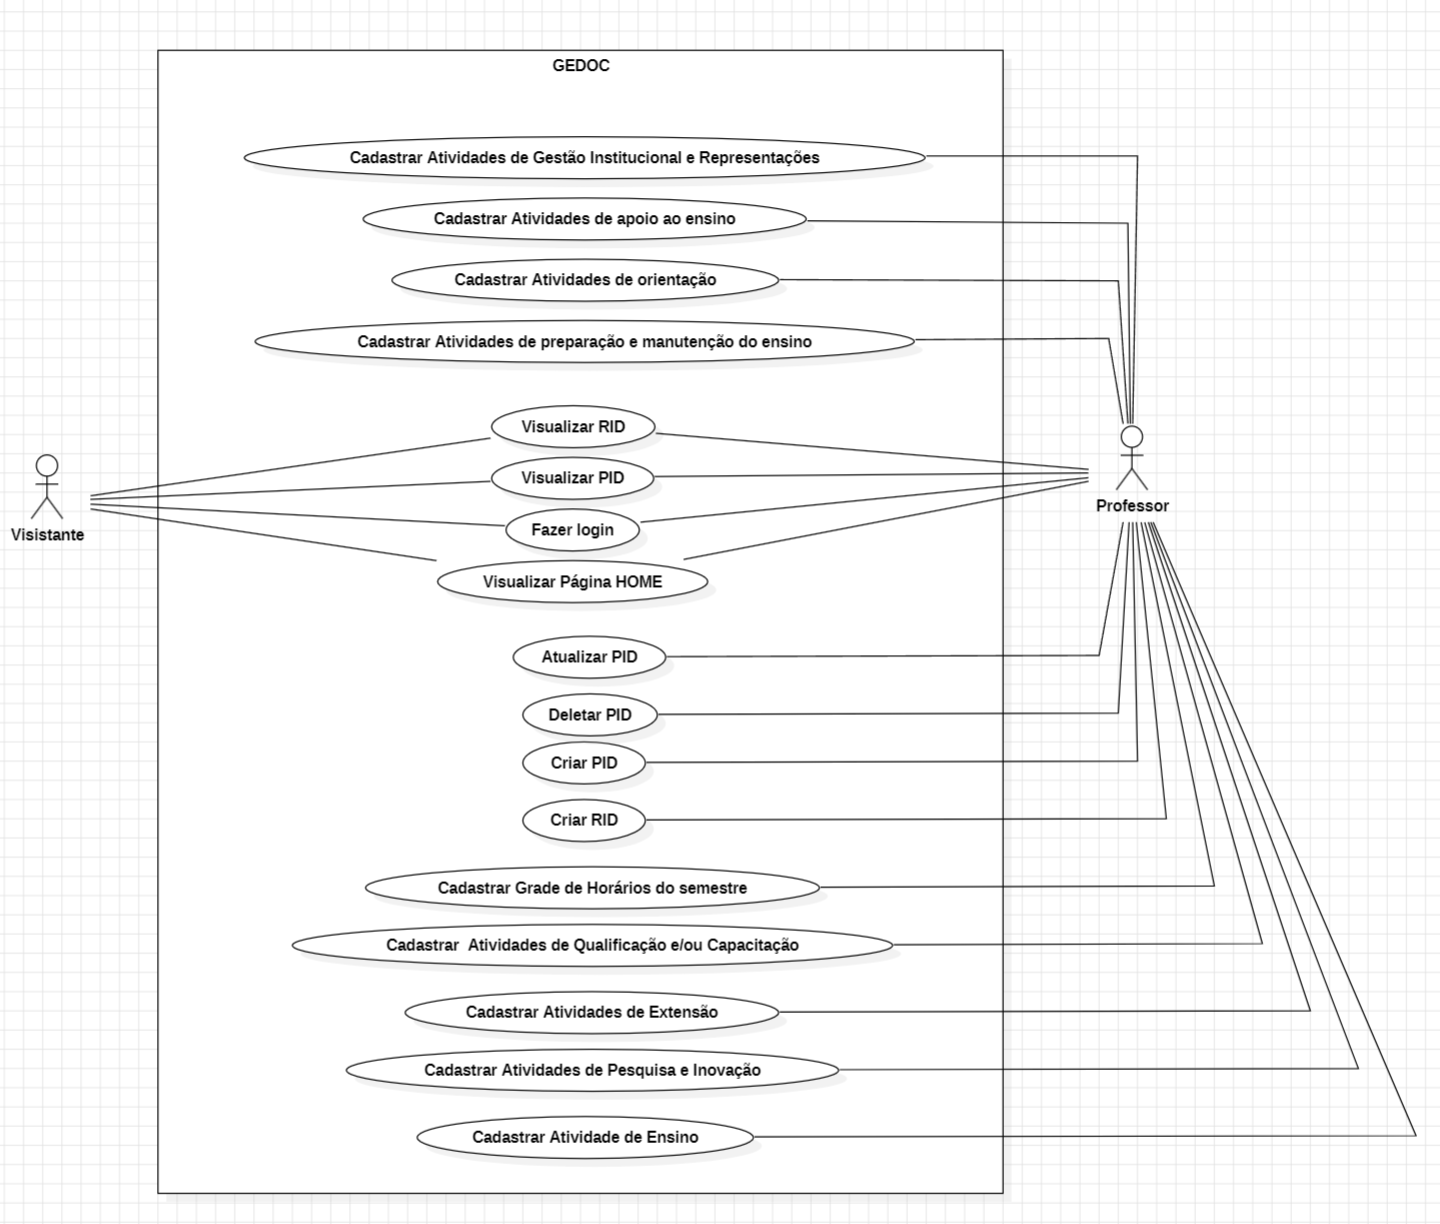 GEDOC
Cadastrar Atividades de Gestão Institucional e Representações
Cadastrar Atividades de apoio ao ensino
Cadastrar Atividades de orientação
Cadastrar Atividades de preparação e manutenção do ensino
Visualizar RID
Visualizar PID
Fazer login
Visualizar Página HOME
Visistante
Professor
Atualizar PID
Deletar PID
Criar PID
Criar RID
Cadastrar Grade de Horários do semestre
Cadastrar  Atividades de Qualificação e/ou Capacitação
Cadastrar Atividades de Extensão
Cadastrar Atividades de Pesquisa e Inovação
Cadastrar Atividade de Ensino